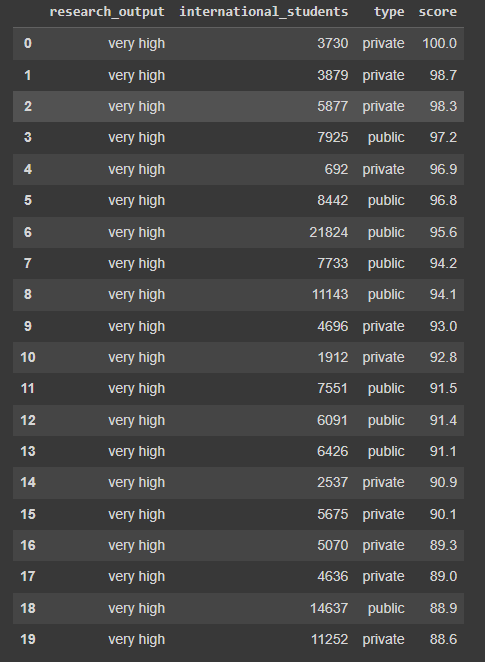 research_output international_students type score
0 very high 3730 private 100.0
1 very high 3879 private 98.7
2 very high 5877 private 98.3
3 very high 7925 public 97.2
4 very high 692 private 96.9
5 very high 8442 public 96.8
6 very high 21824 public 95.6
7 very high 7733 public 94.2
8 very high 11143 public 94.1
9 very high 4696 private 93.0
10 very high 1912 private 92.8
11 very high 7551 public 91.5
12 very high 6091 public 91.4
13 very high 6426 public 91.1
14 very high 2537 private 90.9
15 very high 5675 private 90.1
16 very high 5070 private 89.3
17 very high 4636 private 89.0
18 very high 14637 public 88.9
19 very high 11252 private 88.6